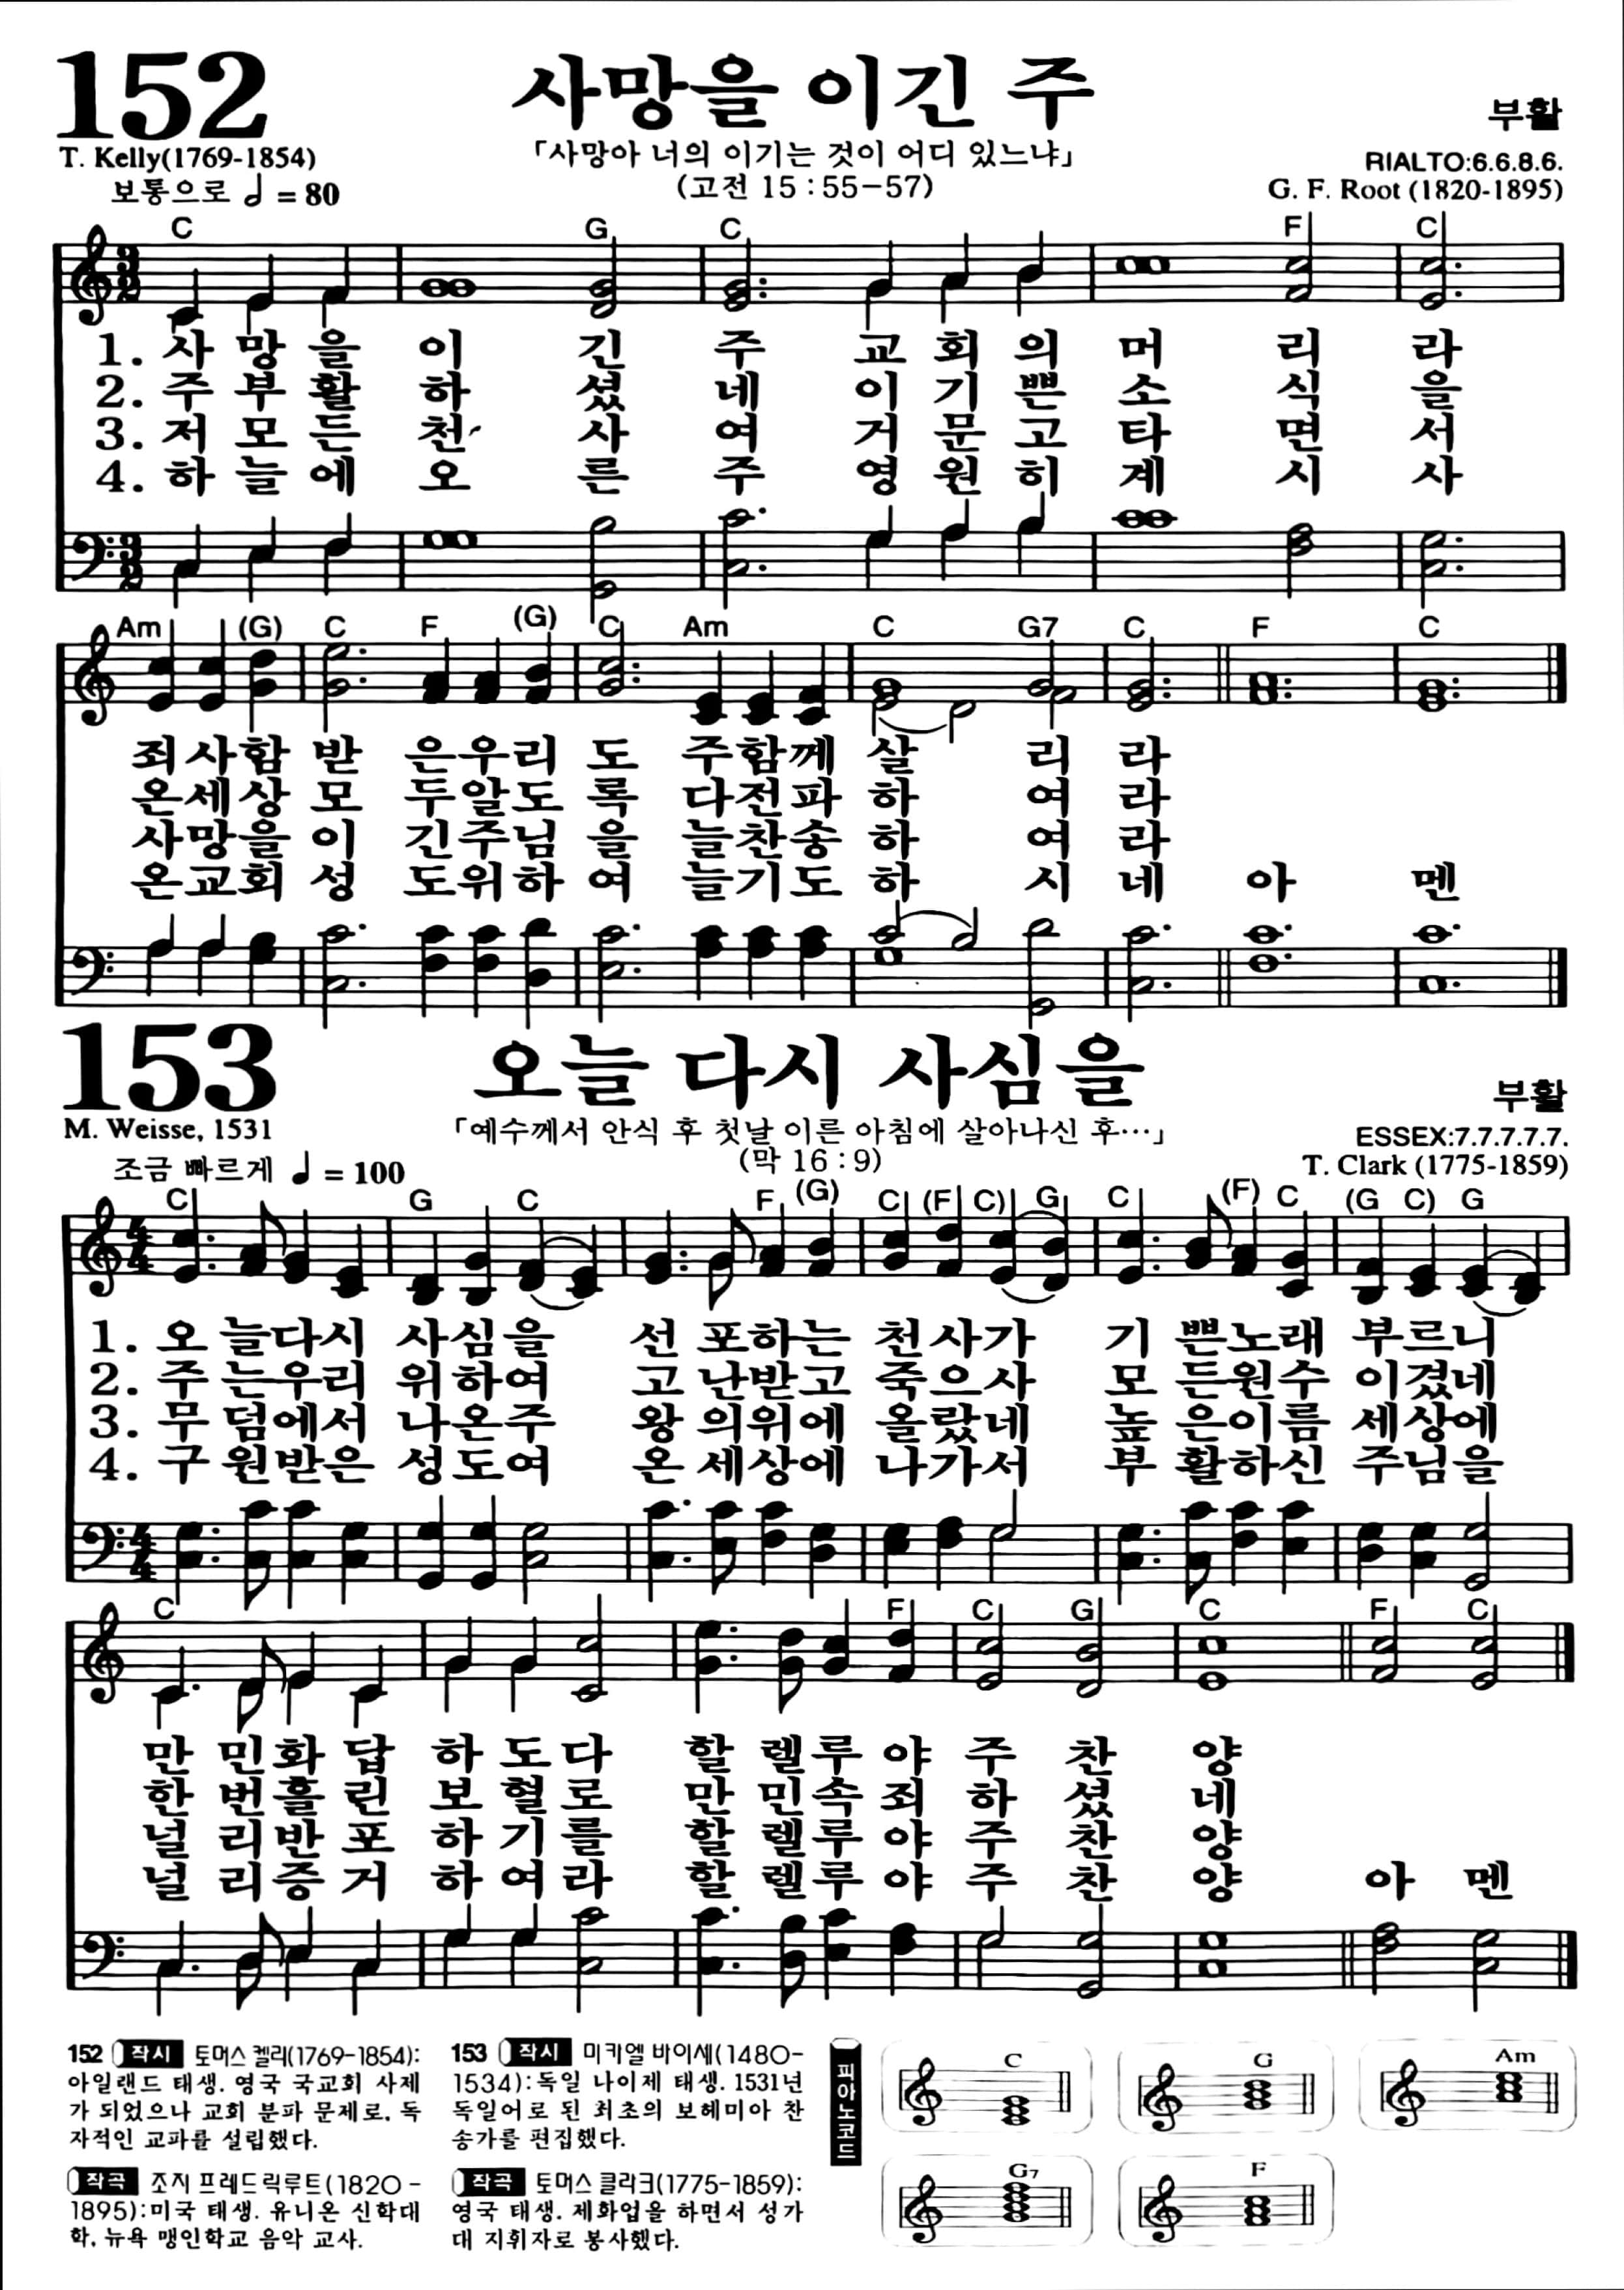 152
사망을 이긴 주
부활
T. Kelly(1769-1854)
「사망아 너의 이기는 것이 어디 있느냐」
RIALTO:6.6.8.6.
보통으로 𝅗𝅥 = 80
(고전 15 : 55-57)
G. F. Root (1820-1895)
C G C F C
1. 사 망 을 이 긴 주 교 회 의 머 리 라
2. 주 부 활 하 셨 네 이 기 쁜 소 식 을
3. 저 모 든 천 사 여 거 문 고 타 면 서
4. 하 늘 에 오 른 주 영 원 히 계 시 사
Am (G) C F (G) C Am C G7 C F C
죄사함 받 은우리 도 주함께 살 리 라
온세상 모 두알도 록 다전파 하 여 라
사망을 이 긴주님 을 늘찬송 하 여 라
온교회 성 도위하 여 늘기도 하 시 네 아 멘
153
오늘 다시 사심을
부활
M. Weisse, 1531
「예수께서 안식 후 첫날 이른 아침에 살아나신 후…」
ESSEX:7.7.7.7.7.
조금 빠르게 ♩ = 100
(막 16 : 9)
T. Clark (1775-1859)
C G C F (G) C (F C) G C (F) C (G C) G
1. 오 늘다시 사심을 선 포하는 천사가 기 쁜노래 부르니
2. 주 는우리 위하여 고 난받고 죽으사 모 든원수 이겼네
3. 무 덤에서 나온주 왕 의위에 올랐네 높 은이름 세상에
4. 구 원받은 성도여 온 세상에 나가서 부 활하신 주님을
C F C G C F C
만 민화 답 하 도다 할 렐루 야 주 찬 양
한 번흘 린 보 혈로 만 민속 죄 하 셨 네
널 리반 포 하 기를 할 렐루 야 주 찬 양
널 리증 거 하 여라 할 렐루 야 주 찬 양 아 멘
152 작시 토머스 켈리(1769-1854):
아일랜드 태생. 영국 국교회 사제
가 되었으나 교회 분파 문제로, 독
자적인 교파를 설립했다.
작곡 조지 프레드릭루트(1820-
1895):미국 태생. 유니온 신학대
학, 뉴욕 맹인학교 음악 교사.
153 작시 미키엘 바이세(1480-
1534):독일 나이제 태생. 1531년
독일어로 된 최초의 보헤미아 찬
송가를 편집했다.
작곡 토머스 클라크(1775-1859):
영국 태생. 제화업을 하면서 성가
대 지휘자로 봉사했다.
피아노코드
C G Am
G7 F